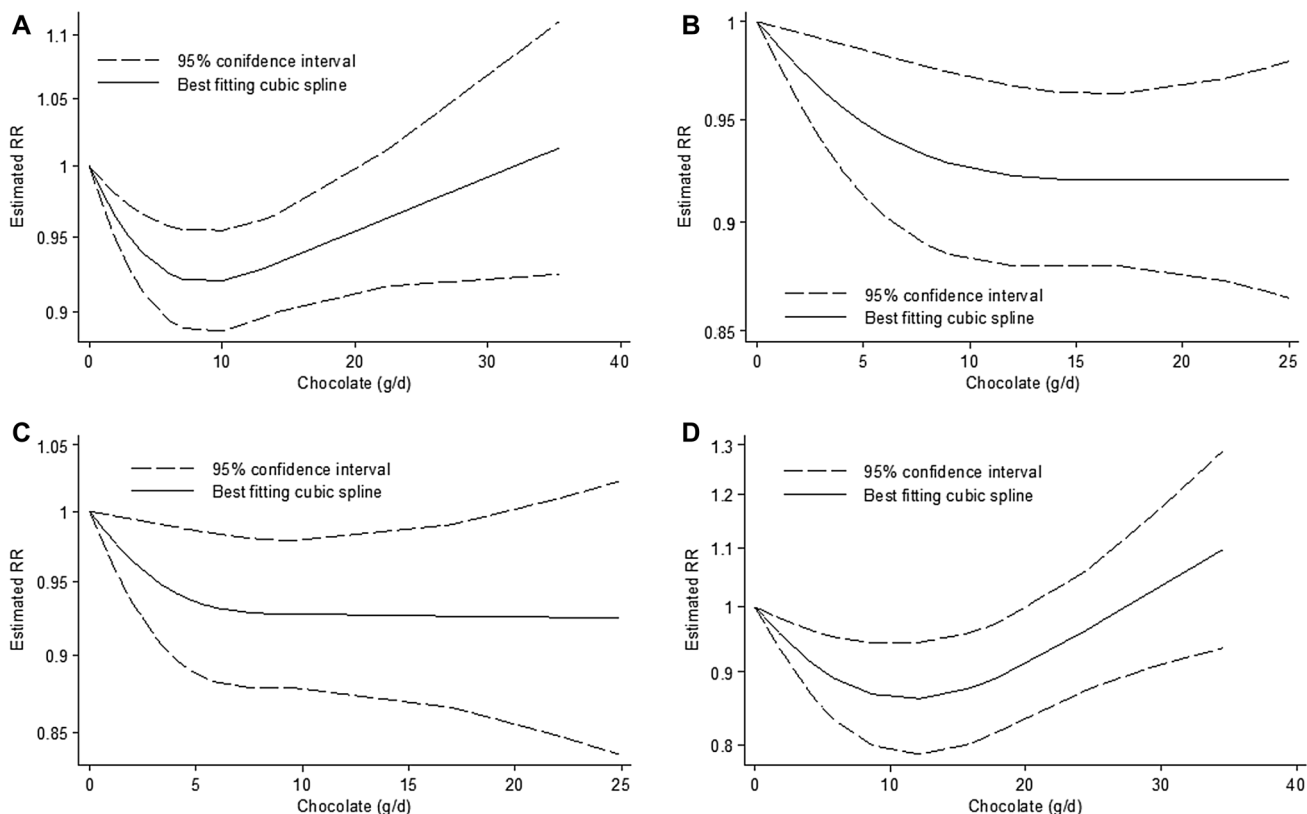 A
1.1
1.05
1
0.95
0.9
Estimated RR
95% conifdence interval
Best fitting cubic spline
0 10 20 30 40
Chocolate (g/d)
B
1
0.95
0.9
0.85
Estimated RR
95% confidence interval
Best fitting cubic spline
0 5 10 15 20 25
Chocolate (g/d)
C
1.05
1
0.95
0.9
0.85
Estimated RR
95% confidence interval
Best fitting cubic spline
0 5 10 15 20 25
Chocolate (g/d)
D
1.3
1.2
1.1
1
0.9
0.8
Estimated RR
95% confidence interval
Best fitting cubic spline
0 10 20 30 40
Chocolate (g/d)